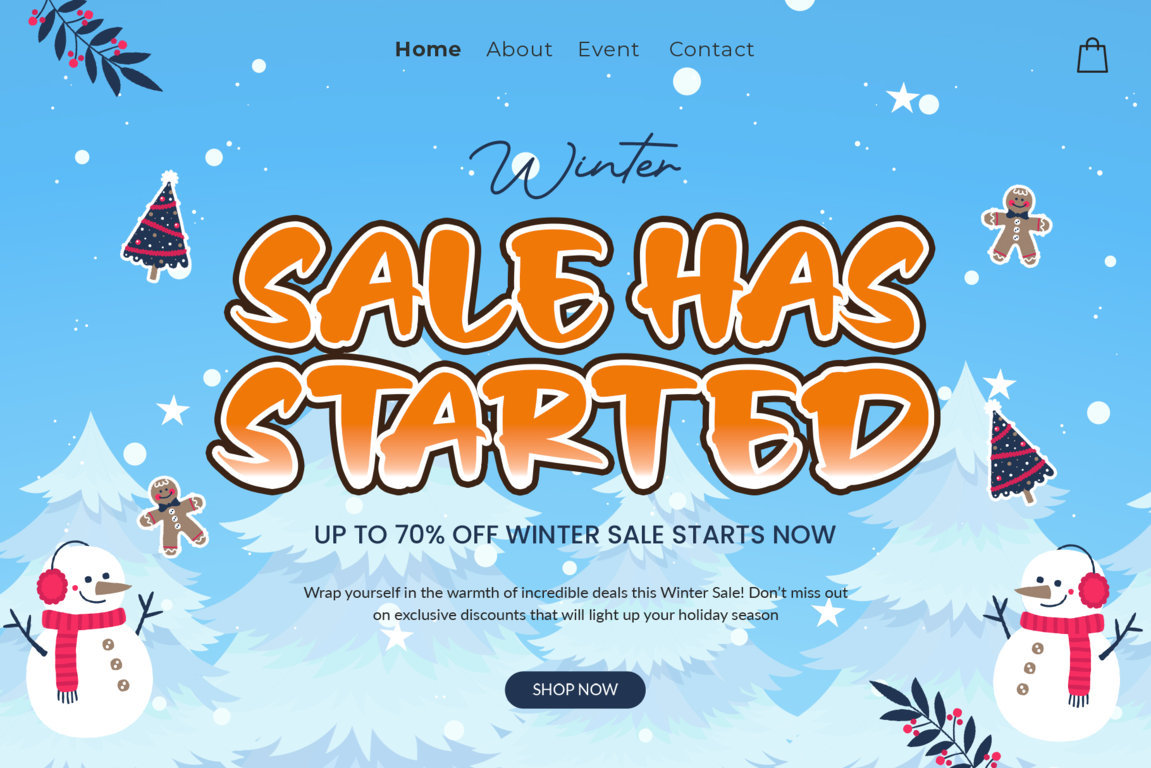 Home About Event Contact
Winter
SALE HAS
STARTED
UP TO 70% OFF WINTER SALE STARTS NOW
Wrap yourself in the warmth of incredible deals this Winter Sale! Don't miss out
on exclusive discounts that will light up your holiday season
SHOP NOW